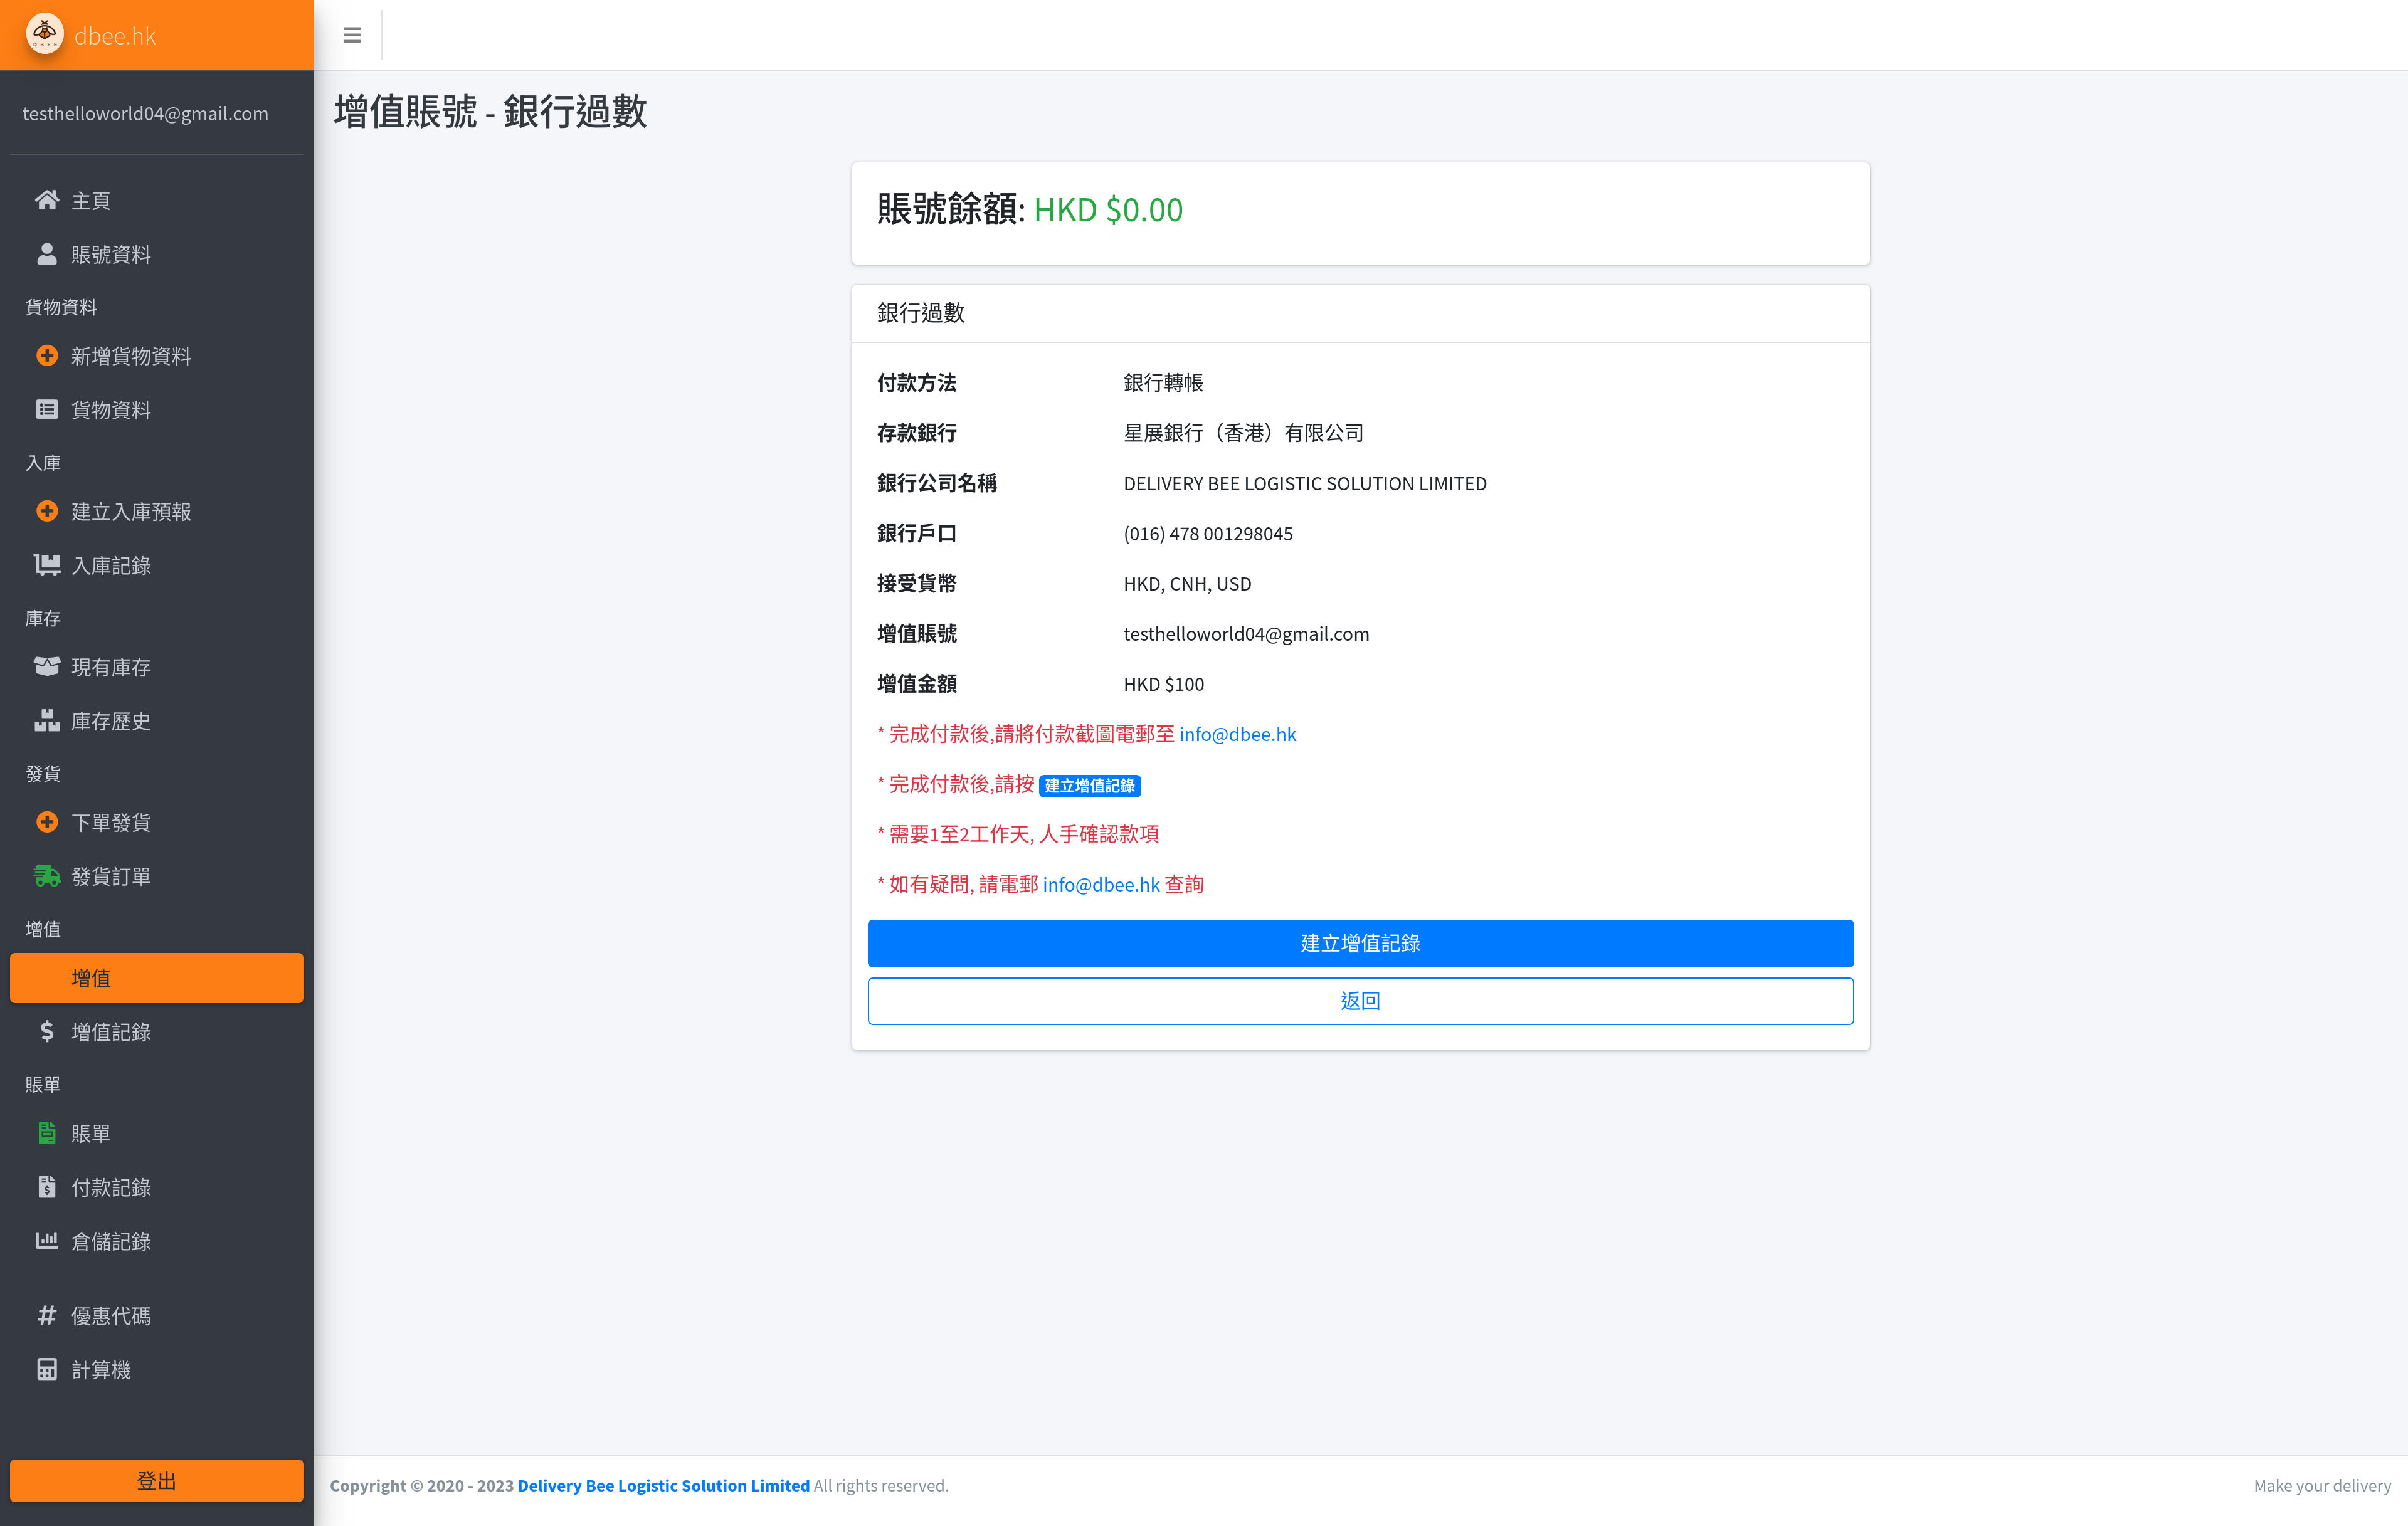 DBEE
dbee.hk
testhelloworld04@gmail.com
主頁
賬號資料
貨物資料
新增貨物資料
貨物資料
入庫
建立入庫預報
入庫記錄
庫存
現有庫存
庫存歷史
發貨
下單發貨
發貨訂單
增值
增值
增值記錄
賬單
賬單
付款記錄
倉儲記錄
優惠代碼
計算機
登出
增值賬號 - 銀行過數
賬號餘額: HKD $0.00
銀行過數
付款方法 銀行轉帳
存款銀行 星展銀行（香港）有限公司
銀行公司名稱 DELIVERY BEE LOGISTIC SOLUTION LIMITED
銀行戶口 (016) 478 001298045
接受貨幣 HKD, CNH, USD
增值賬號 testhelloworld04@gmail.com
增值金額 HKD $100
* 完成付款後,請將付款截圖電郵至 info@dbee.hk
* 完成付款後,請按 建立增值記錄
* 需要1至2工作天, 人手確認款項
* 如有疑問, 請電郵 info@dbee.hk 查詢
建立增值記錄
返回
Copyright © 2020 - 2023 Delivery Bee Logistic Solution Limited All rights reserved.
Make your delivery